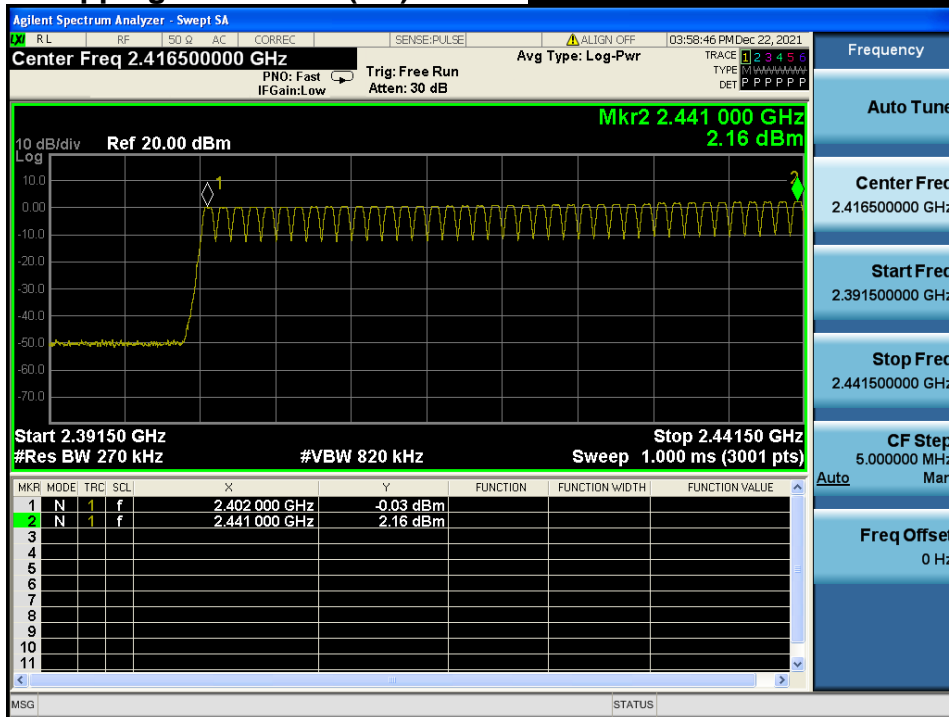 Agilent Spectrum Analyzer - Swept SA
LXI RL RF 50 Ω AC CORREC SENSE:PULSE ALIGN OFF 03:58:46 PM Dec 22, 2021
Center Freq 2.416500000 GHz
PNO: Fast
IFGain:Low
Trig: Free Run
Atten: 30 dB
Avg Type: Log-Pwr
TRACE 1 2 3 4 5 6
TYPE M
DET P P P P P P
Mkr2 2.441 000 GHz
2.16 dBm
10 dB/div Ref 20.00 dBm
Log
10.0
0.00
-10.0
-20.0
-30.0
-40.0
-50.0
-60.0
-70.0
1
2
Start 2.39150 GHz Stop 2.44150 GHz
#Res BW 270 kHz #VBW 820 kHz Sweep 1.000 ms (3001 pts)
MKR MODE TRC SCL X Y FUNCTION FUNCTION WIDTH FUNCTION VALUE
1 N 1 f 2.402 000 GHz -0.03 dBm
2 N 1 f 2.441 000 GHz 2.16 dBm
3
4
5
6
7
8
9
10
11
MSG STATUS
Frequency
Auto Tune
Center Freq
2.416500000 GHz
Start Freq
2.391500000 GHz
Stop Freq
2.441500000 GHz
CF Step
5.000000 MHz
Auto Man
Freq Offset
0 Hz